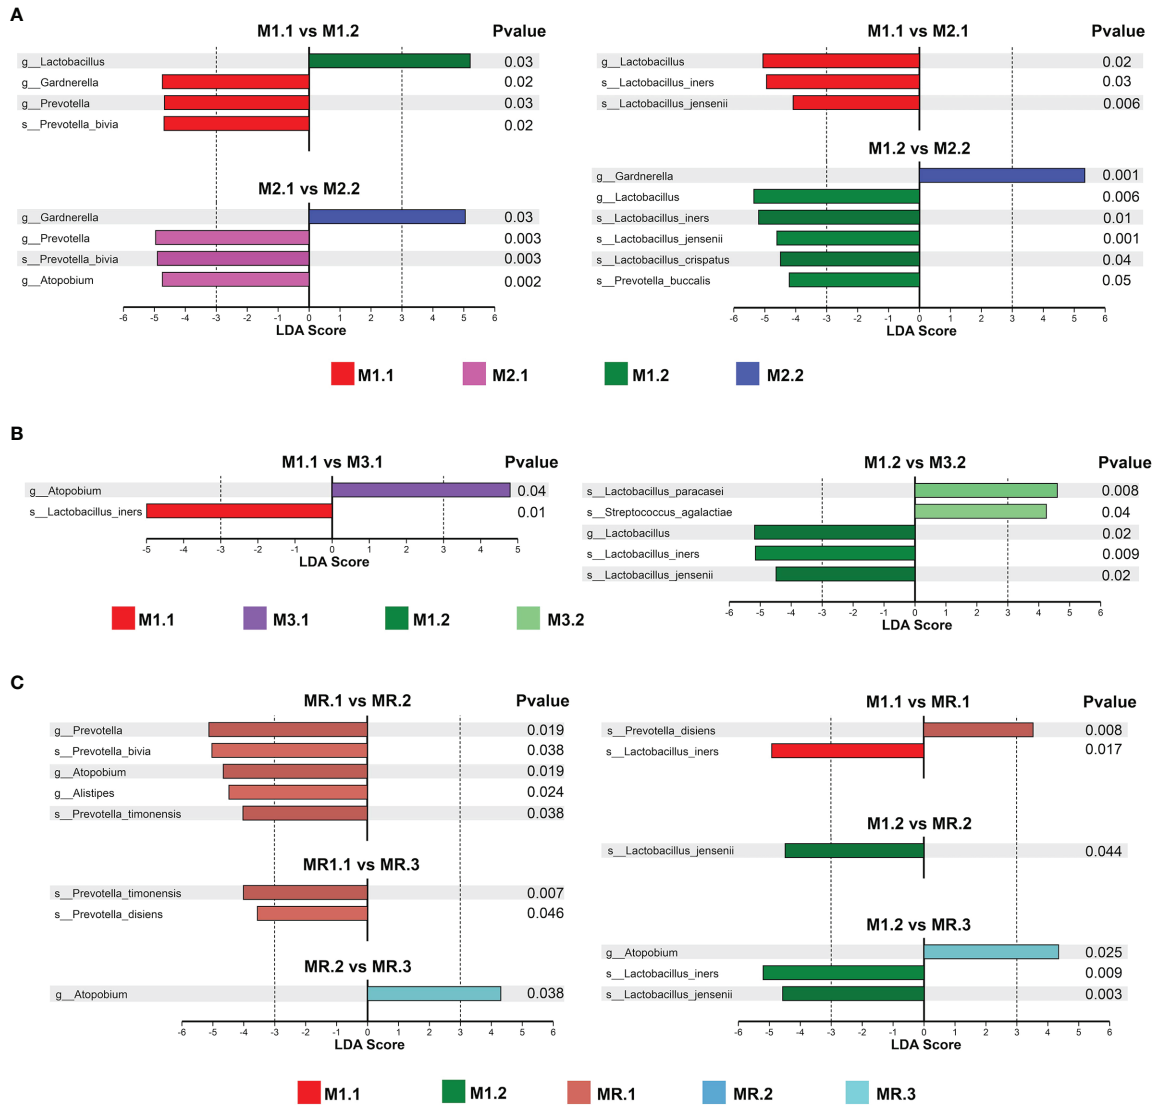 A
M1.1 vs M1.2 Pvalue
g__Lactobacillus 0.03
g__Gardnerella 0.02
g__Prevotella 0.03
s__Prevotella_bivia 0.02
M2.1 vs M2.2
g__Gardnerella 0.03
g__Prevotella 0.003
s__Prevotella_bivia 0.003
g__Atopobium 0.002
-6 -5 -4 -3 -2 -1 0 1 2 3 4 5 6
LDA Score
M1.1 vs M2.1 Pvalue
g__Lactobacillus 0.02
s__Lactobacillus_iners 0.03
s__Lactobacillus_jensenii 0.006
M1.2 vs M2.2
g__Gardnerella 0.001
g__Lactobacillus 0.006
s__Lactobacillus_iners 0.01
s__Lactobacillus_jensenii 0.001
s__Lactobacillus_crispatus 0.04
s__Prevotella_buccalis 0.05
-6 -5 -4 -3 -2 -1 0 1 2 3 4 5 6
LDA Score
M1.1 M2.1 M1.2 M2.2
B
M1.1 vs M3.1 Pvalue
g__Atopobium 0.04
s__Lactobacillus_iners 0.01
-5 -4 -3 -2 -1 0 1 2 3 4 5
LDA Score
M1.2 vs M3.2 Pvalue
s__Lactobacillus_paracasei 0.008
s__Streptococcus_agalactiae 0.04
g__Lactobacillus 0.02
s__Lactobacillus_iners 0.009
s__Lactobacillus_jensenii 0.02
-6 -5 -4 -3 -2 -1 0 1 2 3 4 5 6
LDA Score
M1.1 M3.1 M1.2 M3.2
C
MR.1 vs MR.2 Pvalue
g__Prevotella 0.019
s__Prevotella_bivia 0.038
g__Atopobium 0.019
g__Alistipes 0.024
s__Prevotella_timonensis 0.038
MR1.1 vs MR.3
s__Prevotella_timonensis 0.007
s__Prevotella_disiens 0.046
MR.2 vs MR.3
g__Atopobium 0.038
-6 -5 -4 -3 -2 -1 0 1 2 3 4 5 6
LDA Score
M1.1 vs MR.1 Pvalue
s__Prevotella_disiens 0.008
s__Lactobacillus_iners 0.017
M1.2 vs MR.2
s__Lactobacillus_jensenii 0.044
M1.2 vs MR.3
g__Atopobium 0.025
s__Lactobacillus_iners 0.009
s__Lactobacillus_jensenii 0.003
-6 -5 -4 -3 -2 -1 0 1 2 3 4 5 6
LDA Score
M1.1 M1.2 MR.1 MR.2 MR.3